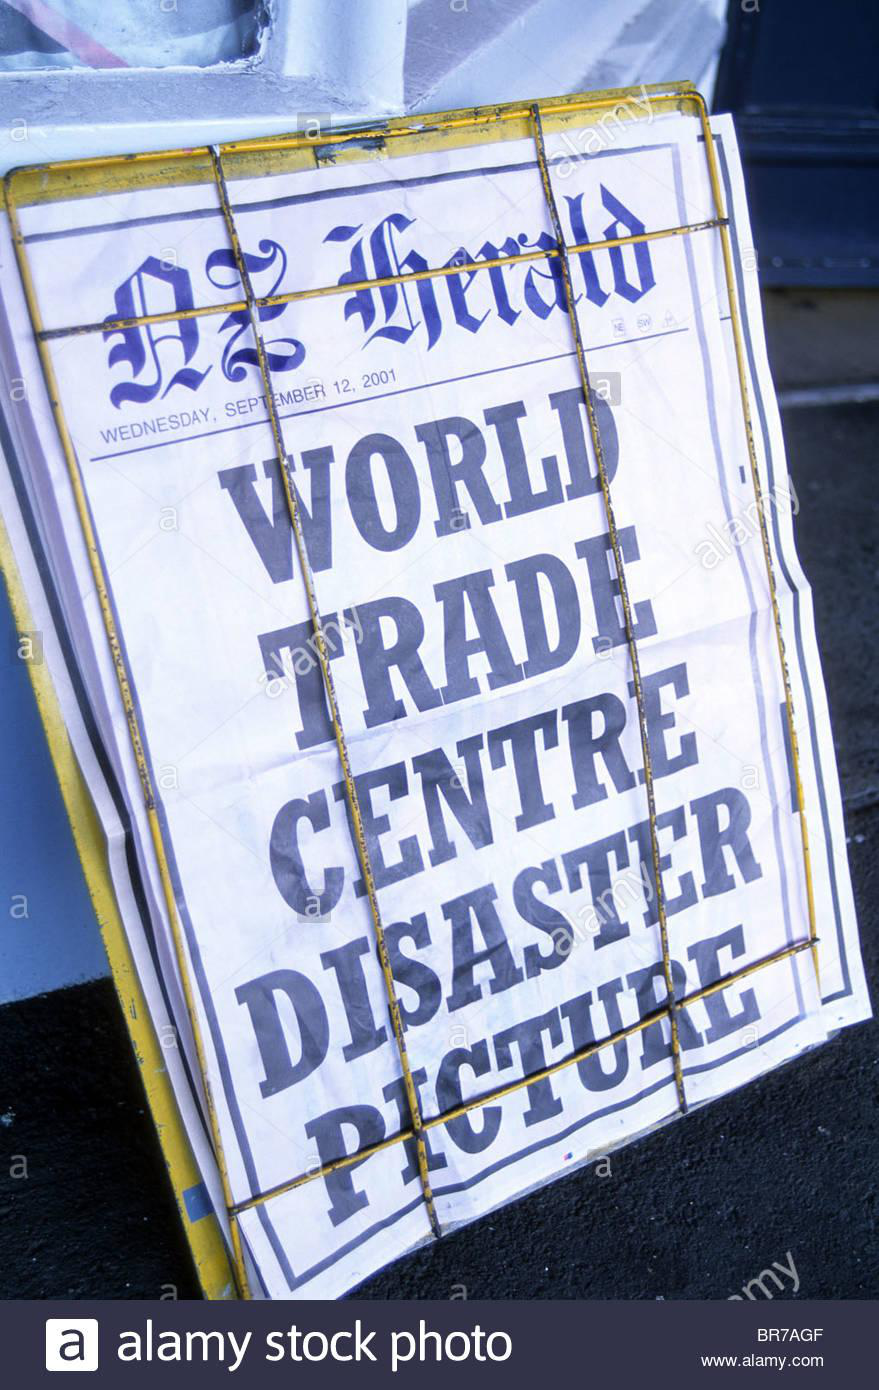 NZ Herald
NE SW
WEDNESDAY, SEPTEMBER 12, 2001
WORLD
TRADE
CENTRE
DISASTER
PICTURE
alamy
a
alamy stock photo
BR7AGF
www.alamy.com